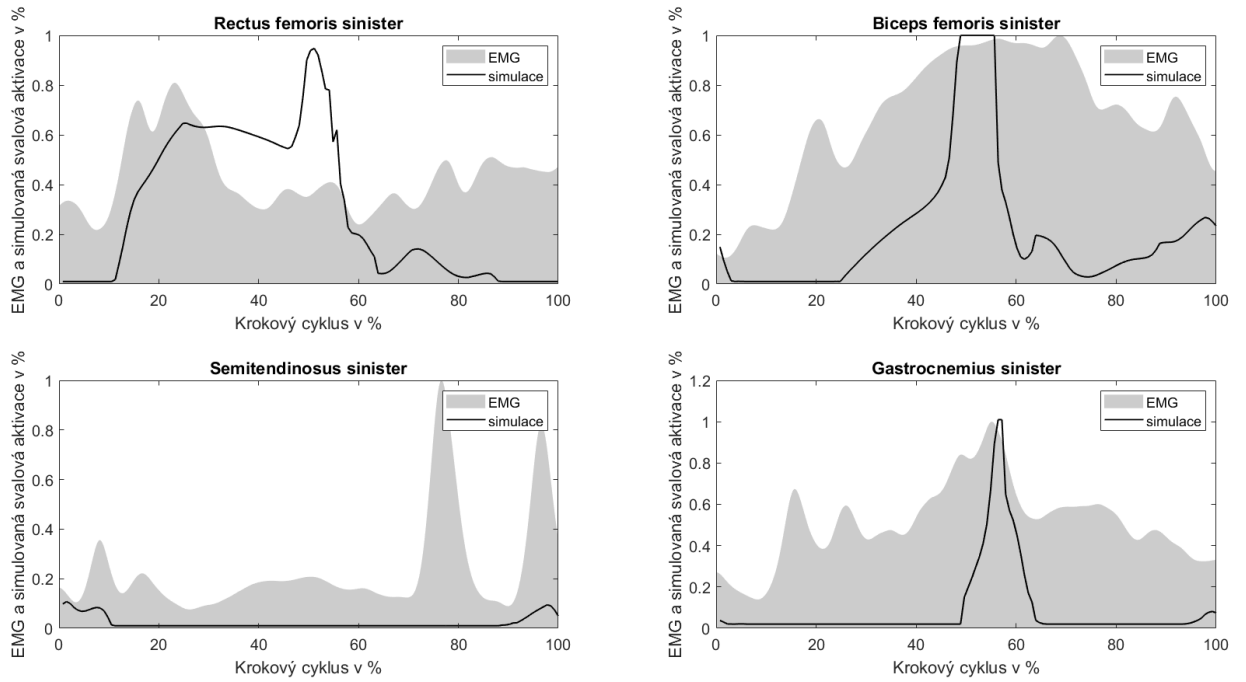 Rectus femoris sinister
EMG a simulovaná svalová aktivace v %
1
0.8
0.6
0.4
0.2
0
EMG
simulace
0 20 40 60 80 100
Krokový cyklus v %
Biceps femoris sinister
EMG a simulovaná svalová aktivace v %
1
0.8
0.6
0.4
0.2
0
EMG
simulace
0 20 40 60 80 100
Krokový cyklus v %
Semitendinosus sinister
EMG a simulovaná svalová aktivace v %
1
0.8
0.6
0.4
0.2
0
EMG
simulace
0 20 40 60 80 100
Krokový cyklus v %
Gastrocnemius sinister
EMG a simulovaná svalová aktivace v %
1.2
1
0.8
0.6
0.4
0.2
0
EMG
simulace
0 20 40 60 80 100
Krokový cyklus v %